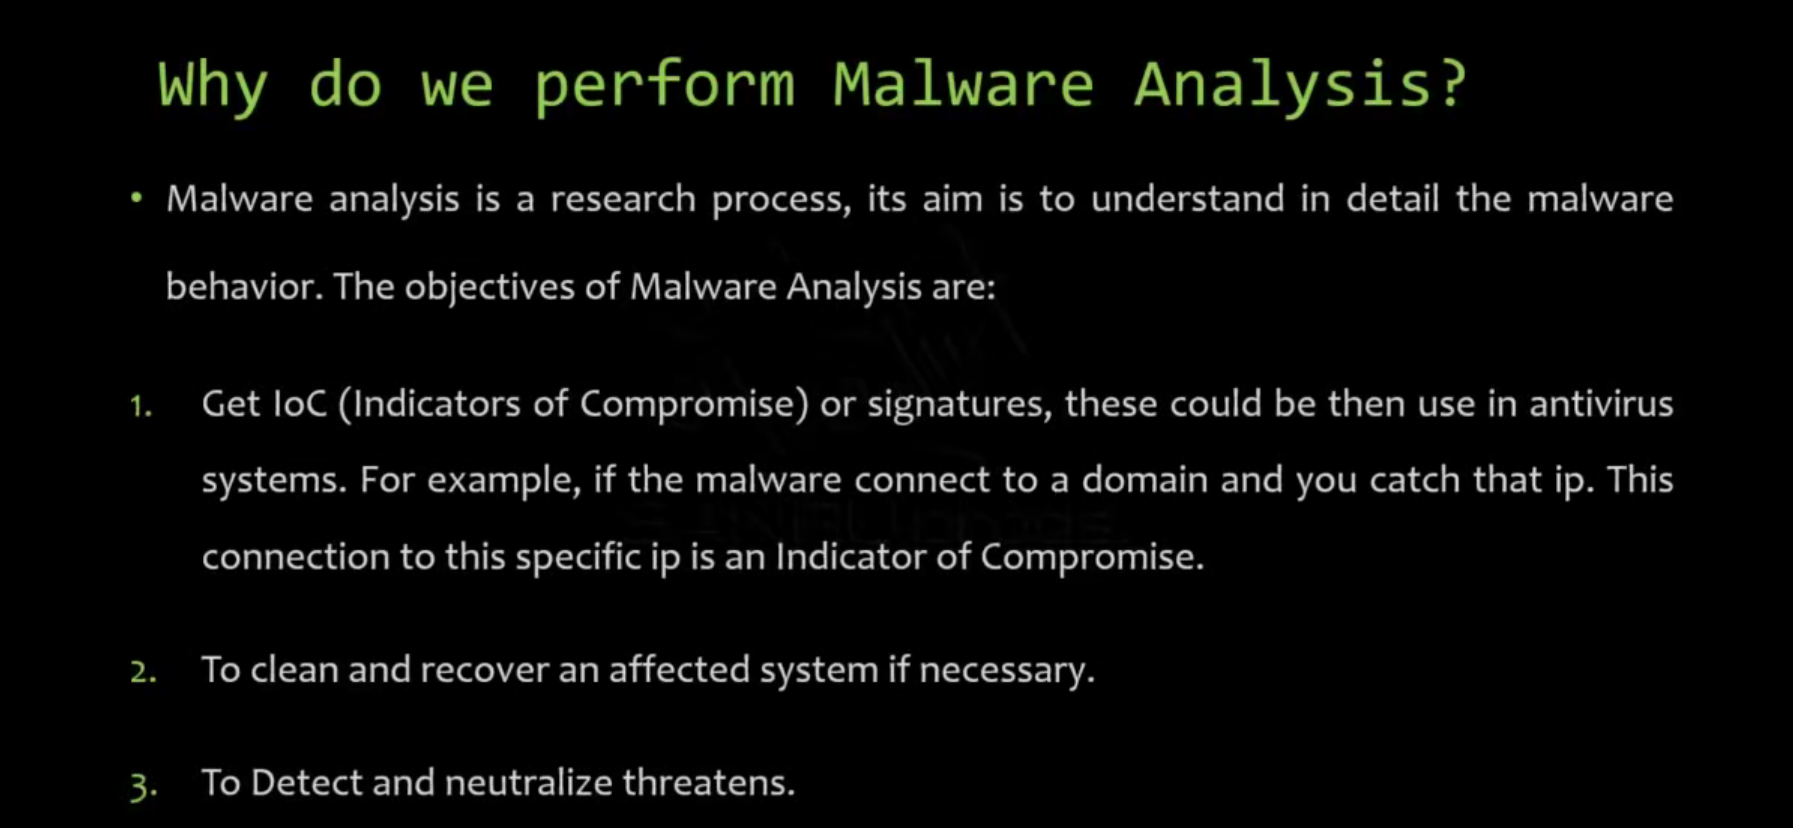 Why do we perform Malware Analysis?
• Malware analysis is a research process, its aim is to understand in detail the malware
behavior. The objectives of Malware Analysis are:
1. Get IoC (Indicators of Compromise) or signatures, these could be then use in antivirus
systems. For example, if the malware connect to a domain and you catch that ip. This
connection to this specific ip is an Indicator of Compromise.
2. To clean and recover an affected system if necessary.
3. To Detect and neutralize threatens.